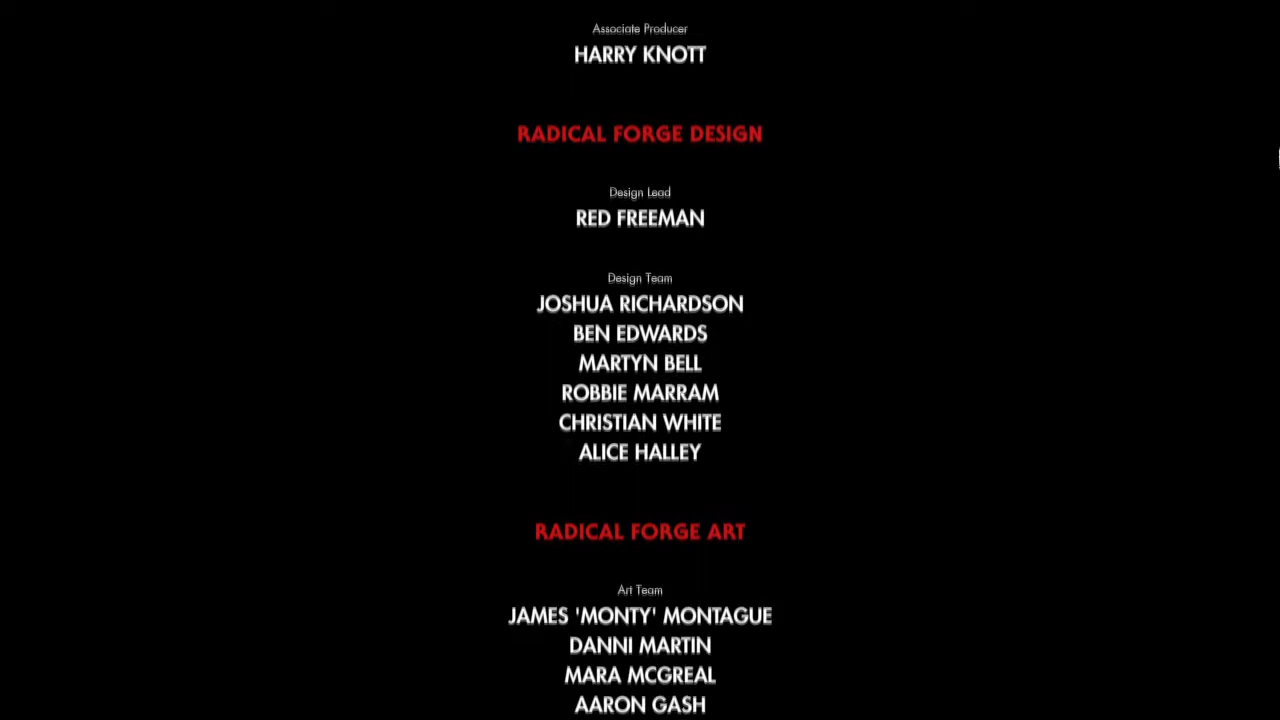 Associate Producer
HARRY KNOTT
RADICAL FORGE DESIGN
Design Lead
RED FREEMAN
Design Team
JOSHUA RICHARDSON
BEN EDWARDS
MARTYN BELL
ROBBIE MARRAM
CHRISTIAN WHITE
ALICE HALLEY
RADICAL FORGE ART
Art Team
JAMES 'MONTY' MONTAGUE
DANNI MARTIN
MARA MCGREAL
AARON GASH